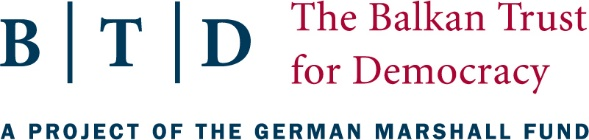 B | T | D
The Balkan Trust
for Democracy
A PROJECT OF THE GERMAN MARSHALL FUND